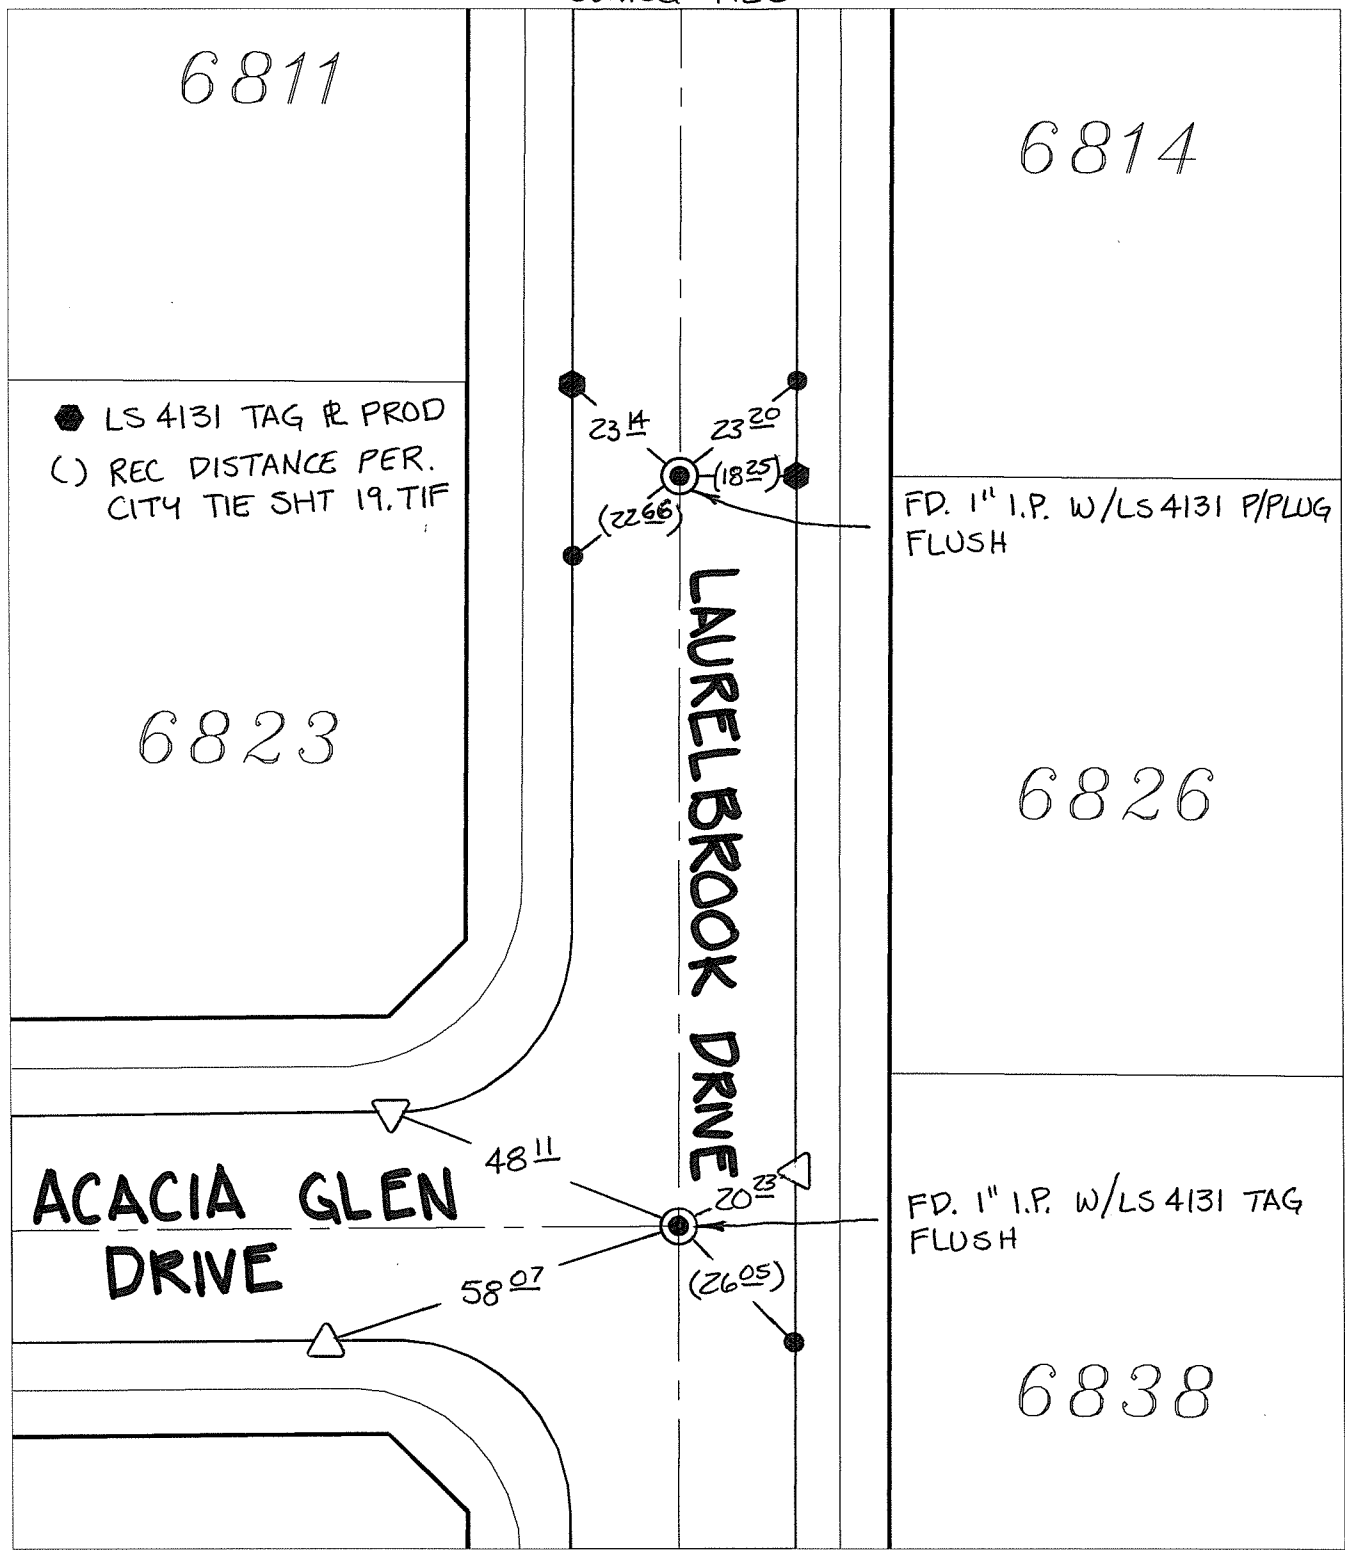 6811
6814
LS 4131 TAG PL PROD
( ) REC DISTANCE PER.
CITY TIE SHT 19.TIF
23 14
23 20
(18 25)
(22 66)
FD. 1" I.P. W/LS 4131 P/PLUG
FLUSH
LAURELBROOK DRIVE
6823
6826
48 11
20 23
ACACIA GLEN
DRIVE
58 07
(26 05)
FD. 1" I.P. W/LS 4131 TAG
FLUSH
6838